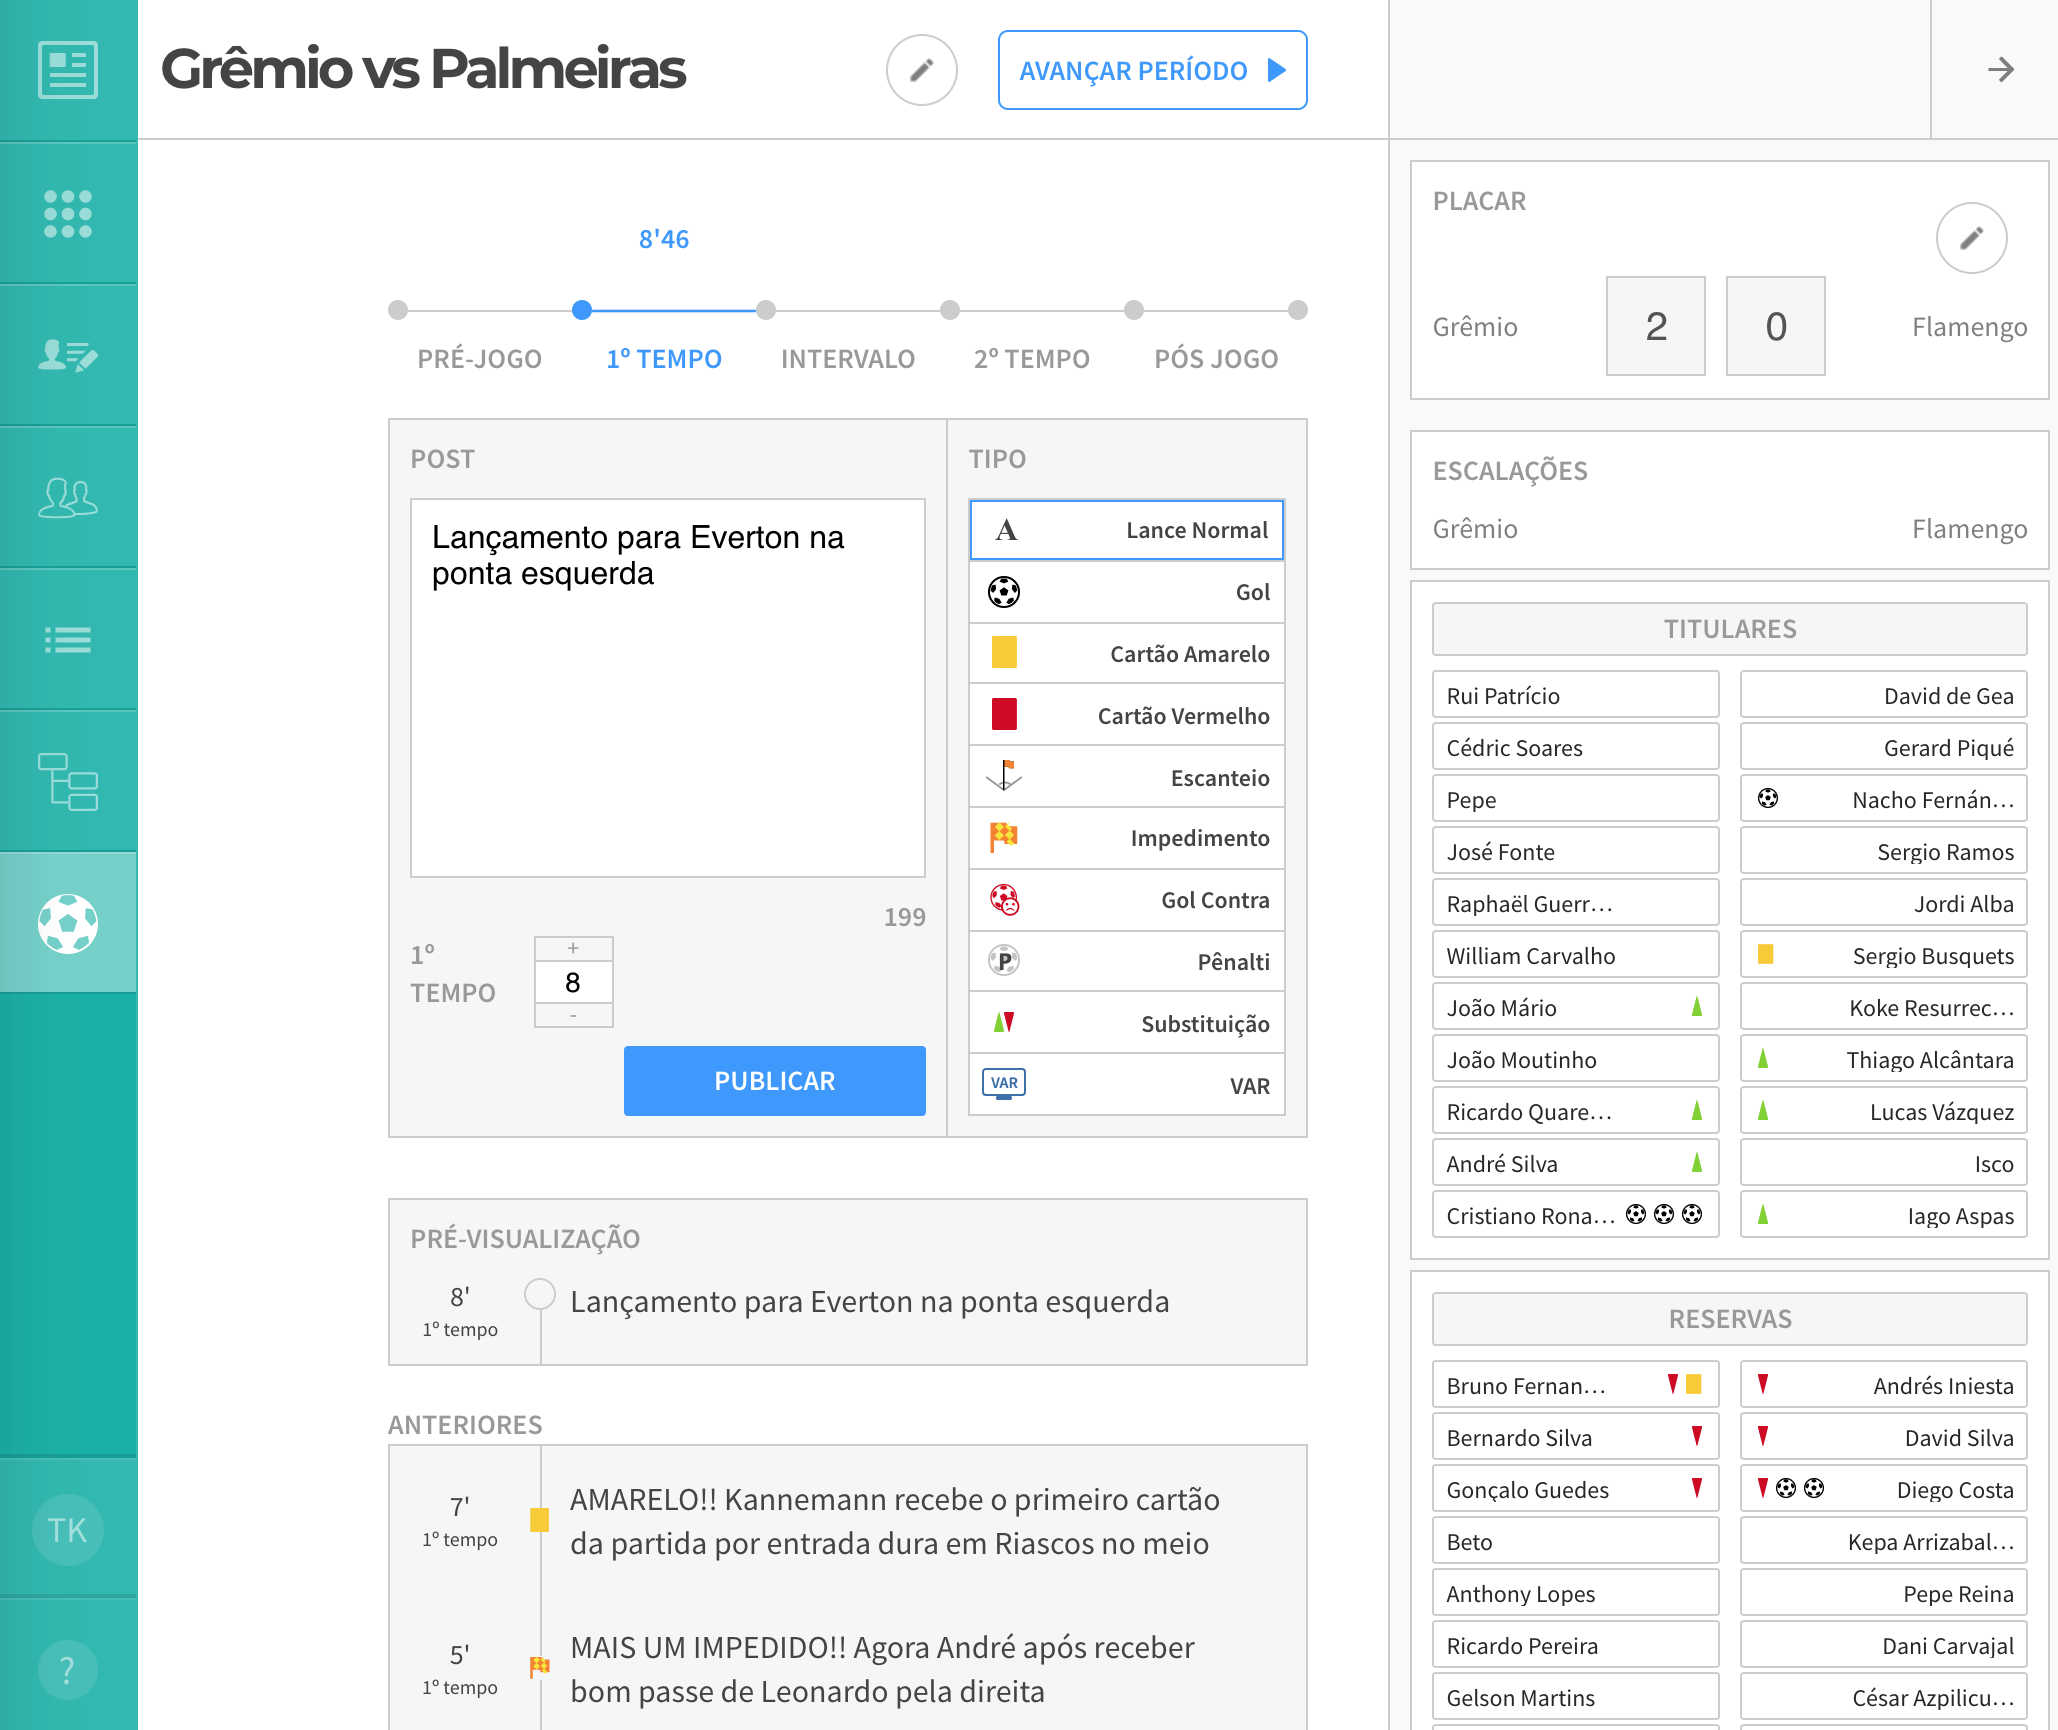 Grêmio vs Palmeiras
AVANÇAR PERÍODO
8'46
PRÉ-JOGO
1º TEMPO
INTERVALO
2º TEMPO
PÓS JOGO
POST
Lançamento para Everton na
ponta esquerda
199
1º
TEMPO
+
8
-
PUBLICAR
TIPO
A
Lance Normal
Gol
Cartão Amarelo
Cartão Vermelho
Escanteio
Impedimento
Gol Contra
P
Pênalti
Substituição
VAR
VAR
PRÉ-VISUALIZAÇÃO
8'
1º tempo
Lançamento para Everton na ponta esquerda
ANTERIORES
7'
1º tempo
AMARELO!! Kannemann recebe o primeiro cartão
da partida por entrada dura em Riascos no meio
5'
1º tempo
MAIS UM IMPEDIDO!! Agora André após receber
bom passe de Leonardo pela direita
TK
?
PLACAR
Grêmio
2
0
Flamengo
ESCALAÇÕES
Grêmio
Flamengo
TITULARES
Rui Patrício
David de Gea
Cédric Soares
Gerard Piqué
Pepe
Nacho Fernán…
José Fonte
Sergio Ramos
Raphaël Guerr…
Jordi Alba
William Carvalho
Sergio Busquets
João Mário
Koke Resurrec…
João Moutinho
Thiago Alcântara
Ricardo Quare…
Lucas Vázquez
André Silva
Isco
Cristiano Rona…
Iago Aspas
RESERVAS
Bruno Fernan…
Andrés Iniesta
Bernardo Silva
David Silva
Gonçalo Guedes
Diego Costa
Beto
Kepa Arrizabal…
Anthony Lopes
Pepe Reina
Ricardo Pereira
Dani Carvajal
Gelson Martins
César Azpilicu…